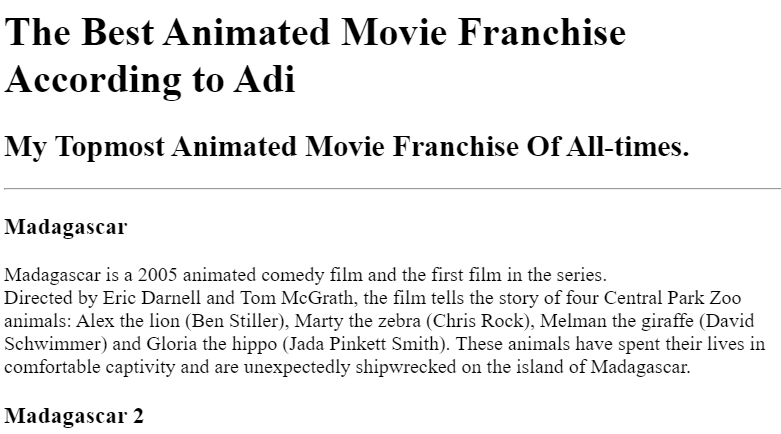 The Best Animated Movie Franchise
According to Adi
My Topmost Animated Movie Franchise Of All-times.
Madagascar
Madagascar is a 2005 animated comedy film and the first film in the series.
Directed by Eric Darnell and Tom McGrath, the film tells the story of four Central Park Zoo
animals: Alex the lion (Ben Stiller), Marty the zebra (Chris Rock), Melman the giraffe (David
Schwimmer) and Gloria the hippo (Jada Pinkett Smith). These animals have spent their lives in
comfortable captivity and are unexpectedly shipwrecked on the island of Madagascar.
Madagascar 2